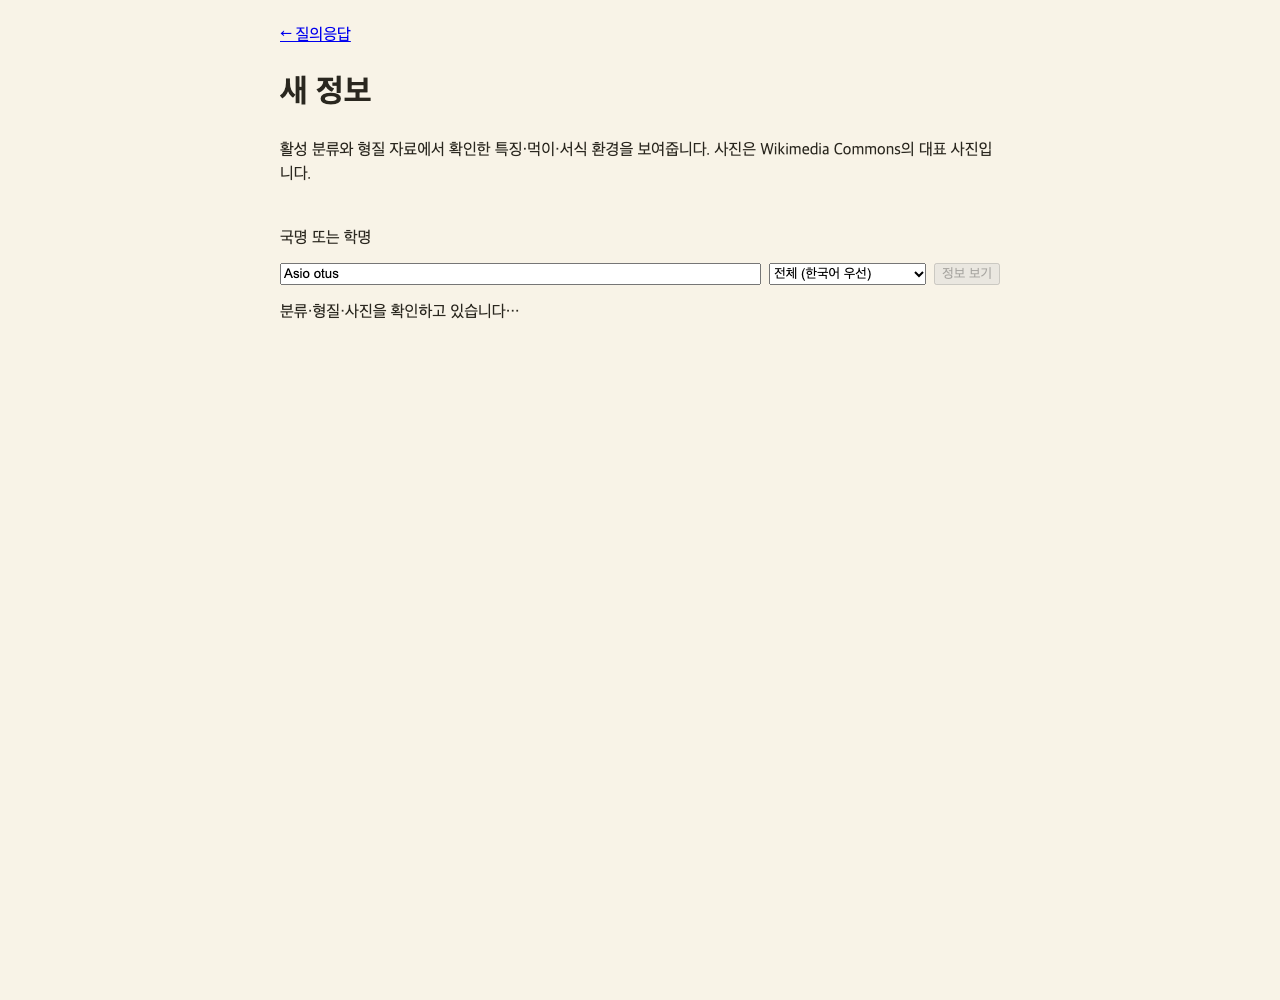 ← 질의응답
새 정보
활성 분류와 형질 자료에서 확인한 특징·먹이·서식 환경을 보여줍니다. 사진은 Wikimedia Commons의 대표 사진입
니다.
국명 또는 학명
Asio otus
전체 (한국어 우선)
정보 보기
분류·형질·사진을 확인하고 있습니다…